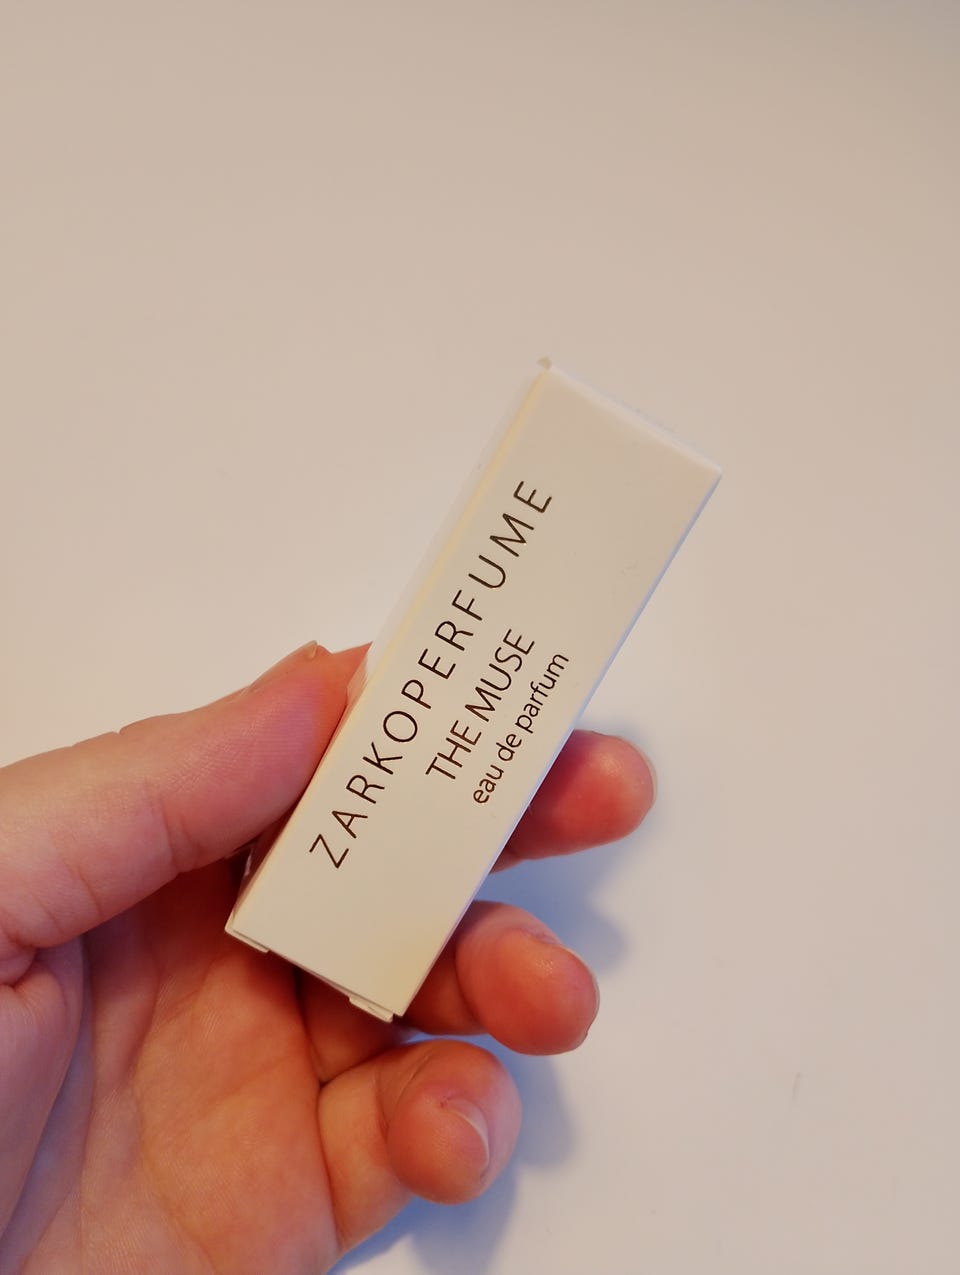 ZARKOPERFUME
THE MUSE
eau de parfum